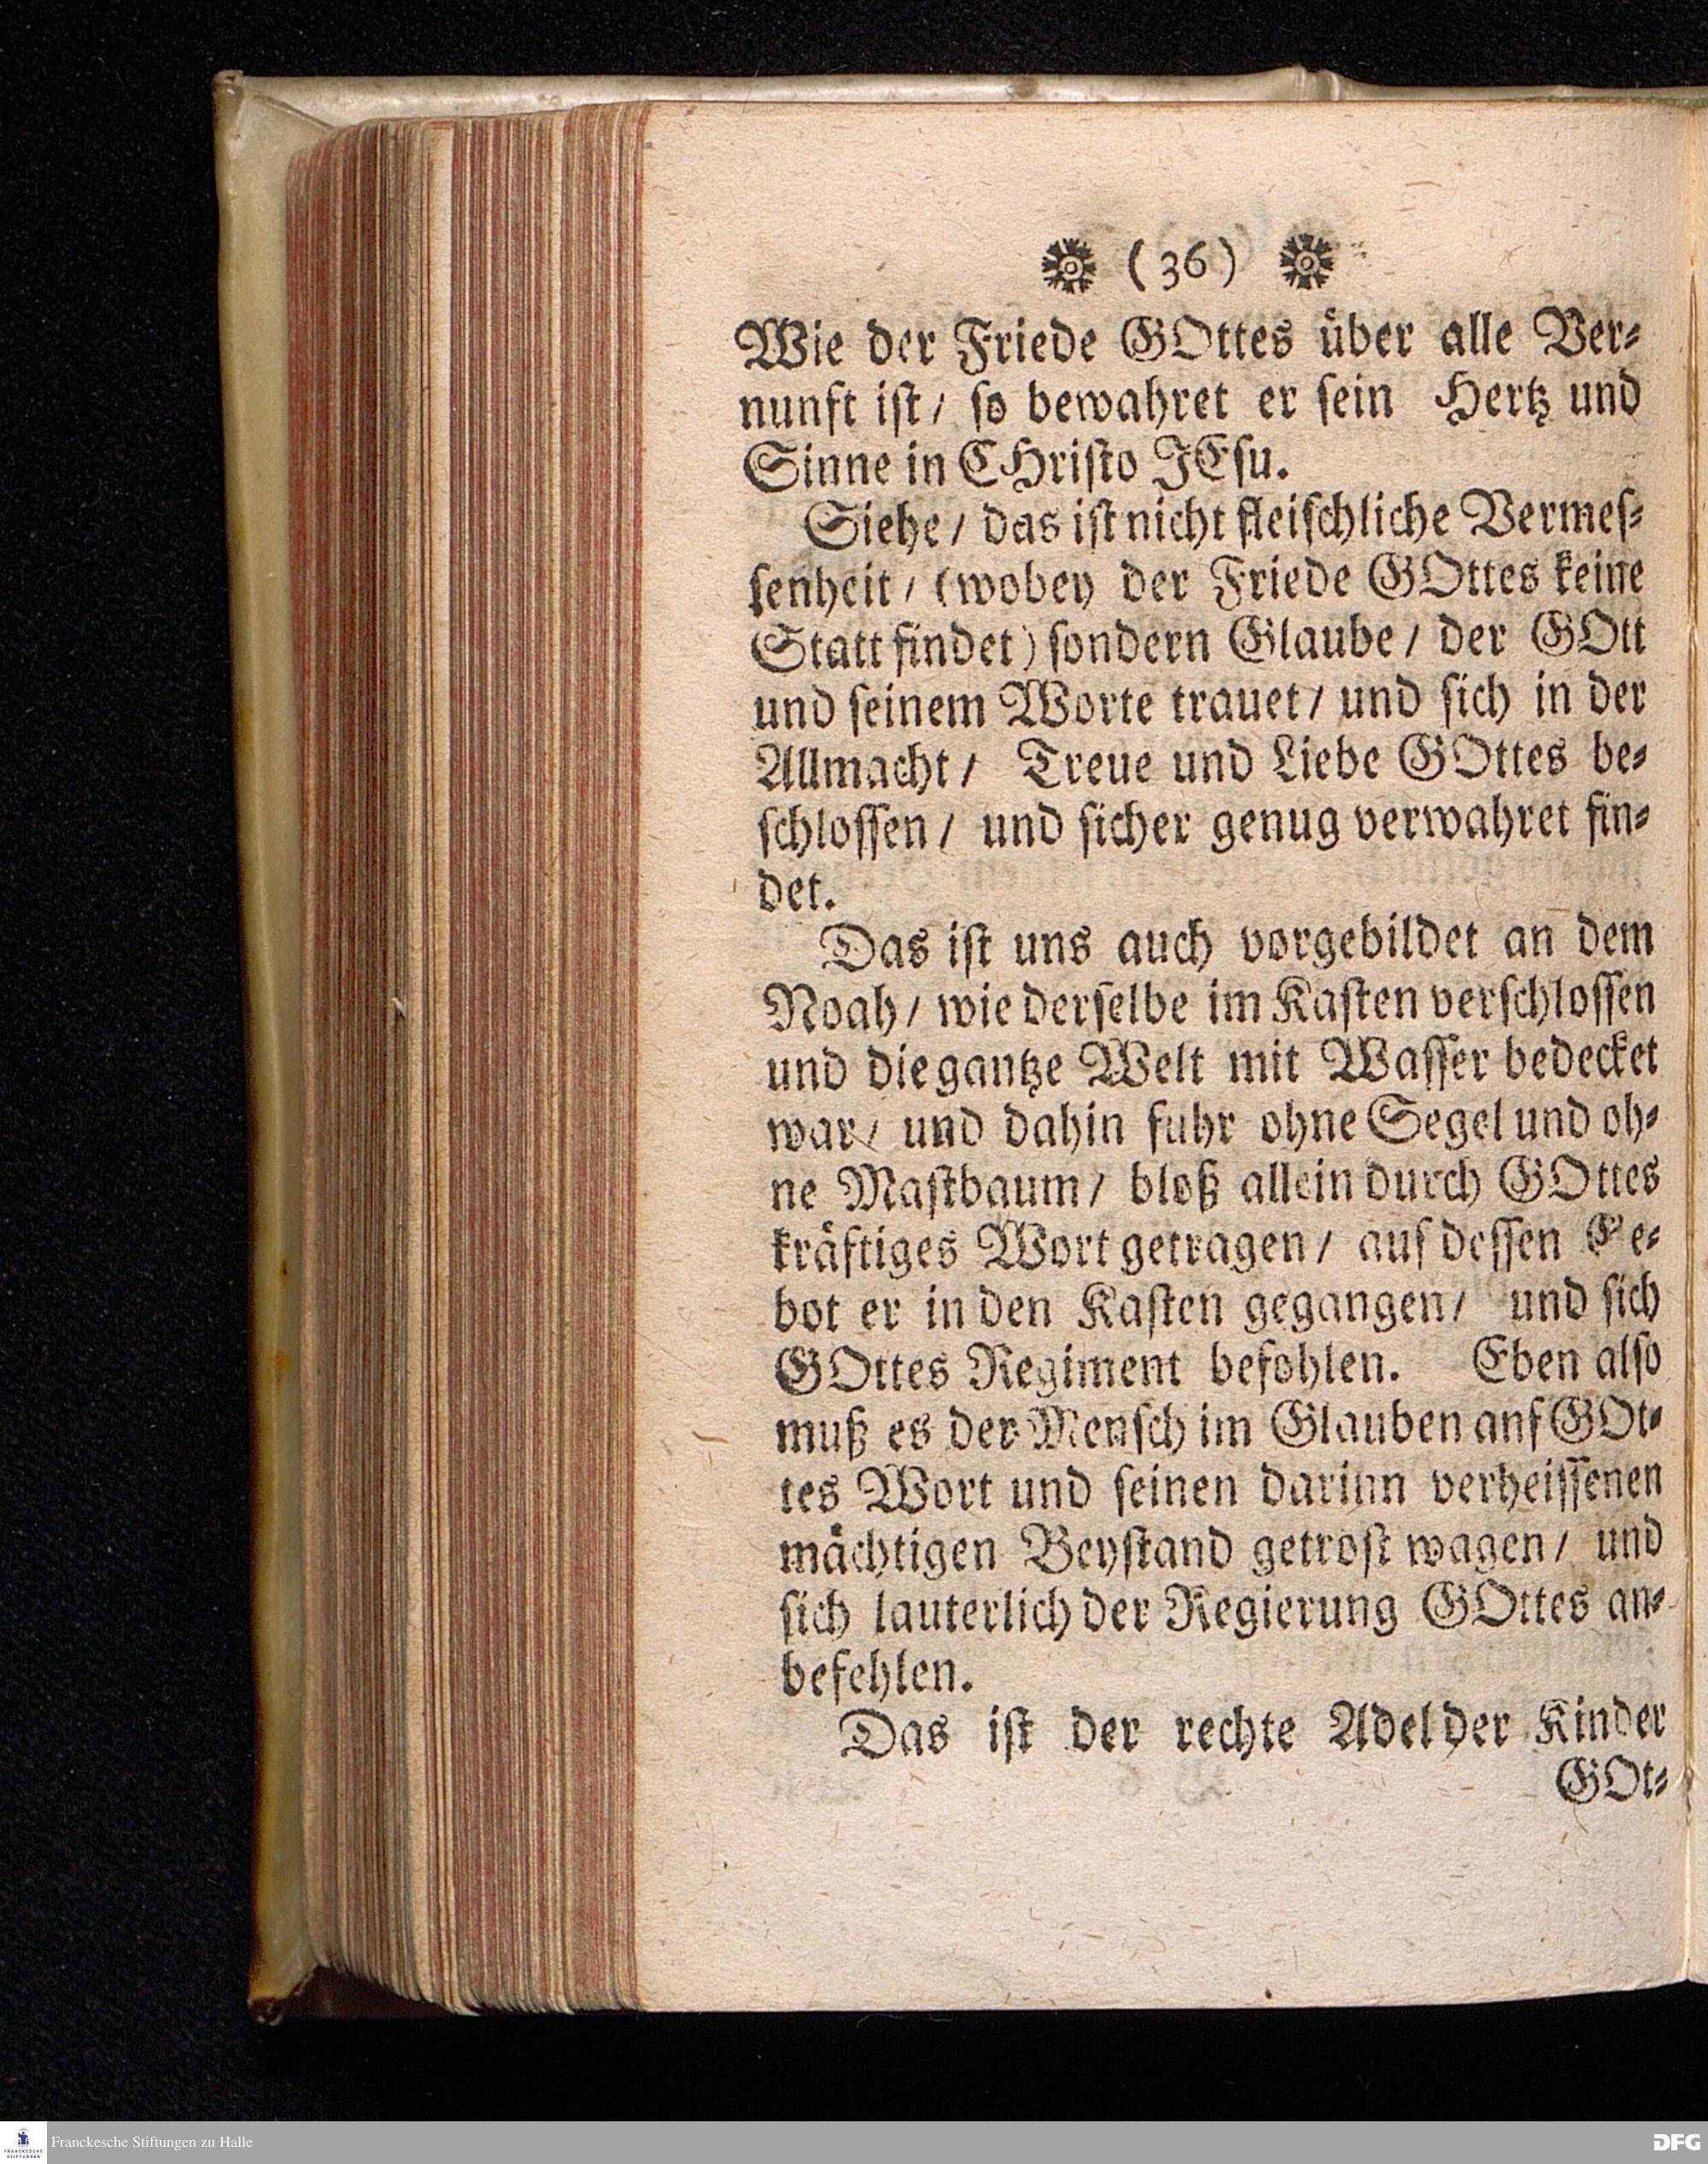 (36)
Wie der Friede GOttes über alle Ver-
nunft ist/ so bewahret er sein Hertz und
Sinne in CHristo JEsu.
Siehe/ das ist nicht fleischliche Vermes-
senheit/ (wobey der Friede GOttes keine
Statt findet) sondern Glaube/ der GOtt
und seinem Worte trauet/ und sich in der
Allmacht/ Treue und Liebe GOttes be-
schlossen/ und sicher genug verwahret fin-
det.
Das ist uns auch vorgebildet an dem
Noah/ wie derselbe im Kasten verschlossen
und die gantze Welt mit Wasser bedecket
war/ und dahin fuhr ohne Segel und oh-
ne Mastbaum/ bloß allein durch GOttes
kräftiges Wort getragen/ auf dessen Ge-
bot er in den Kasten gegangen/ und sich
GOttes Regiment befohlen. Eben also
muß es der Mensch im Glauben anf GOt-
tes Wort und seinen darinn verheissenen
mächtigen Beystand getrost wagen/ und
sich lauterlich der Regierung GOttes an-
befehlen.
Das ist der rechte Adel der Kinder
GOt-
FRANCKESCHE
STIFTUNGEN
Franckesche Stiftungen zu Halle
DFG